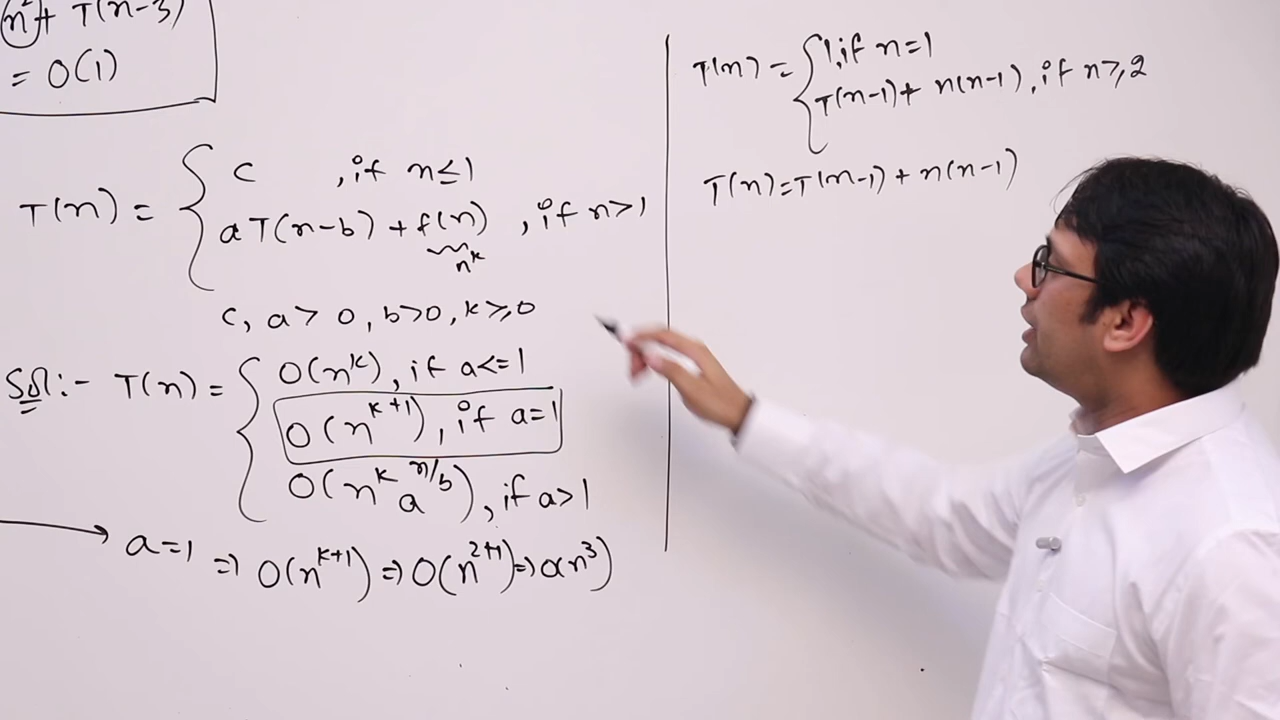 n²+ T(n-3)
= O(1)
T(n) = { c , if n≤1
aT(n-b) + f(n) , if n>1
n^k
c, a > 0, b>0, k≥0
Sol:- T(n) = { O(n^k), if a<=1
O(n^{k+1}), if a=1
O(n^k a^{n/b}), if a>1
→ a=1 ⇒ O(n^{k+1}) ⇒ O(n^{2+1}) ⇒ O(n^3)
T(n) = { 1, if n=1
T(n-1)+ n(n-1), if n≥2
T(n)=T(n-1) + n(n-1)